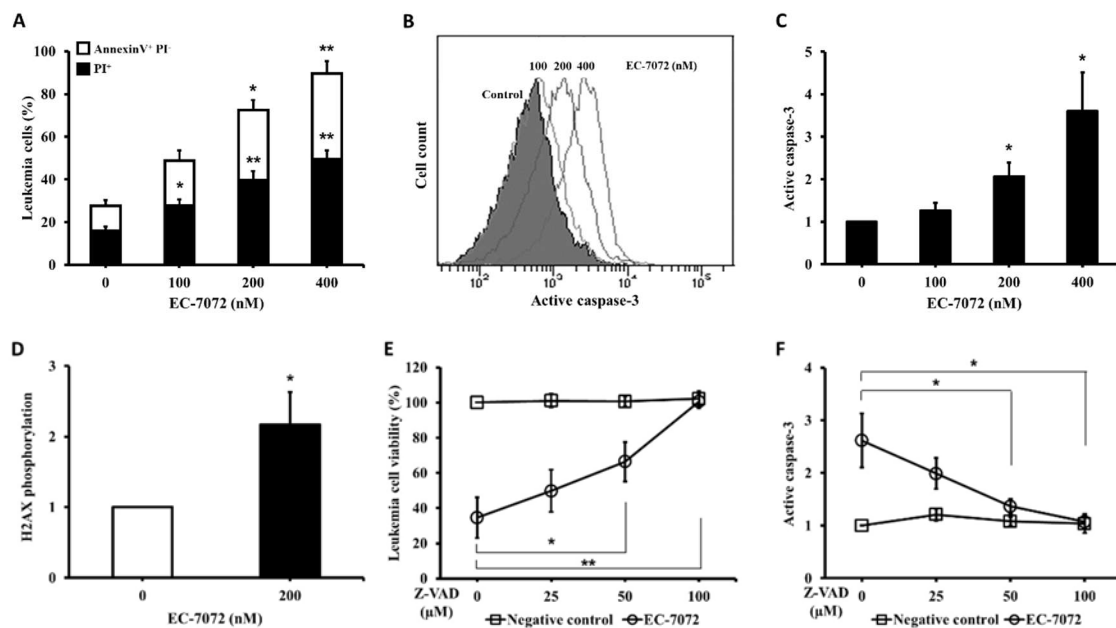 A
AnnexinV+ PI-
PI+
Leukemia cells (%)
100
80
60
40
20
0
*
**
*
**
**
0 100 200 400
EC-7072 (nM)
B
100 200 400 EC-7072 (nM)
Control
Cell count
10² 10³ 10⁴ 10⁵
Active caspase-3
C
Active caspase-3
5
4
3
2
1
0
*
*
0 100 200 400
EC-7072 (nM)
D
H2AX phosphorylation
3
2
1
0
*
0 200
EC-7072 (nM)
E
Leukemia cell viability (%)
120
100
80
60
40
20
0
*
**
Z-VAD 0 25 50 100
(μM)
Negative control EC-7072
F
Active caspase-3
4
3
2
1
0
*
*
Z-VAD 0 25 50 100
(μM)
Negative control EC-7072